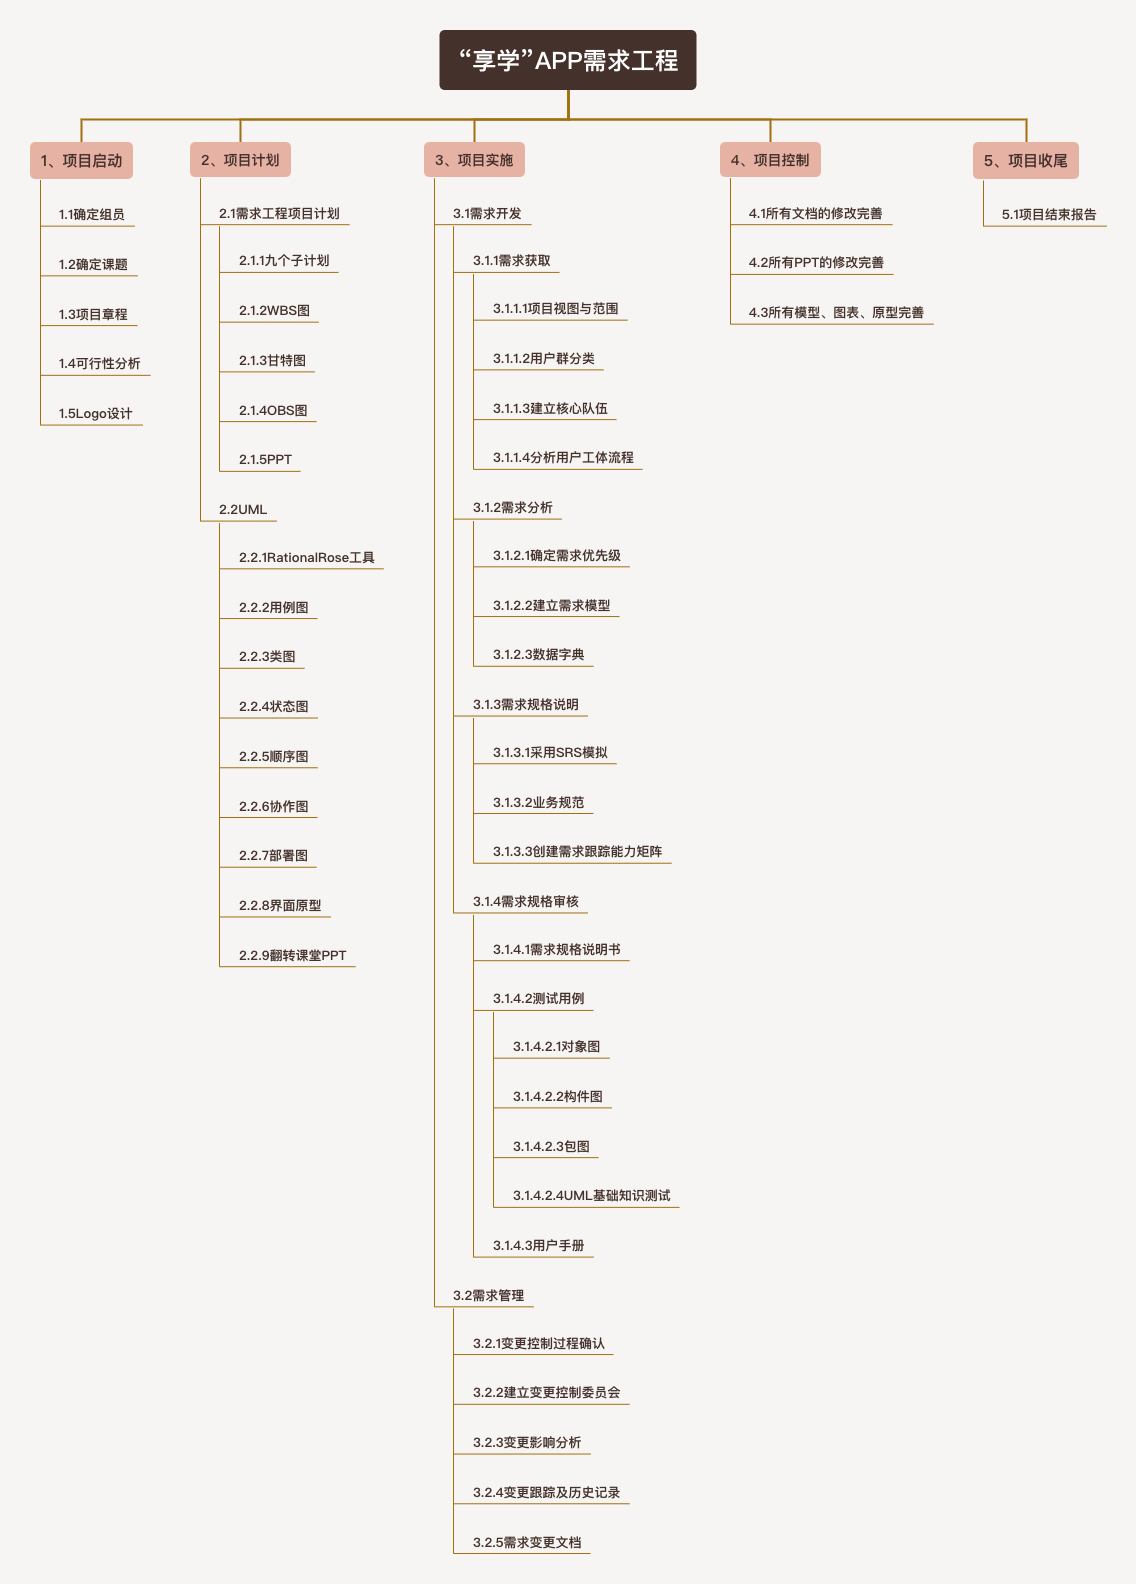 “享学”APP需求工程
1、项目启动
1.1确定组员
1.2确定课题
1.3项目章程
1.4可行性分析
1.5Logo设计
2、项目计划
2.1需求工程项目计划
2.1.1九个子计划
2.1.2WBS图
2.1.3甘特图
2.1.4OBS图
2.1.5PPT
2.2UML
2.2.1RationalRose工具
2.2.2用例图
2.2.3类图
2.2.4状态图
2.2.5顺序图
2.2.6协作图
2.2.7部署图
2.2.8界面原型
2.2.9翻转课堂PPT
3、项目实施
3.1需求开发
3.1.1需求获取
3.1.1.1项目视图与范围
3.1.1.2用户群分类
3.1.1.3建立核心队伍
3.1.1.4分析用户工体流程
3.1.2需求分析
3.1.2.1确定需求优先级
3.1.2.2建立需求模型
3.1.2.3数据字典
3.1.3需求规格说明
3.1.3.1采用SRS模拟
3.1.3.2业务规范
3.1.3.3创建需求跟踪能力矩阵
3.1.4需求规格审核
3.1.4.1需求规格说明书
3.1.4.2测试用例
3.1.4.2.1对象图
3.1.4.2.2构件图
3.1.4.2.3包图
3.1.4.2.4UML基础知识测试
3.1.4.3用户手册
3.2需求管理
3.2.1变更控制过程确认
3.2.2建立变更控制委员会
3.2.3变更影响分析
3.2.4变更跟踪及历史记录
3.2.5需求变更文档
4、项目控制
4.1所有文档的修改完善
4.2所有PPT的修改完善
4.3所有模型、图表、原型完善
5、项目收尾
5.1项目结束报告